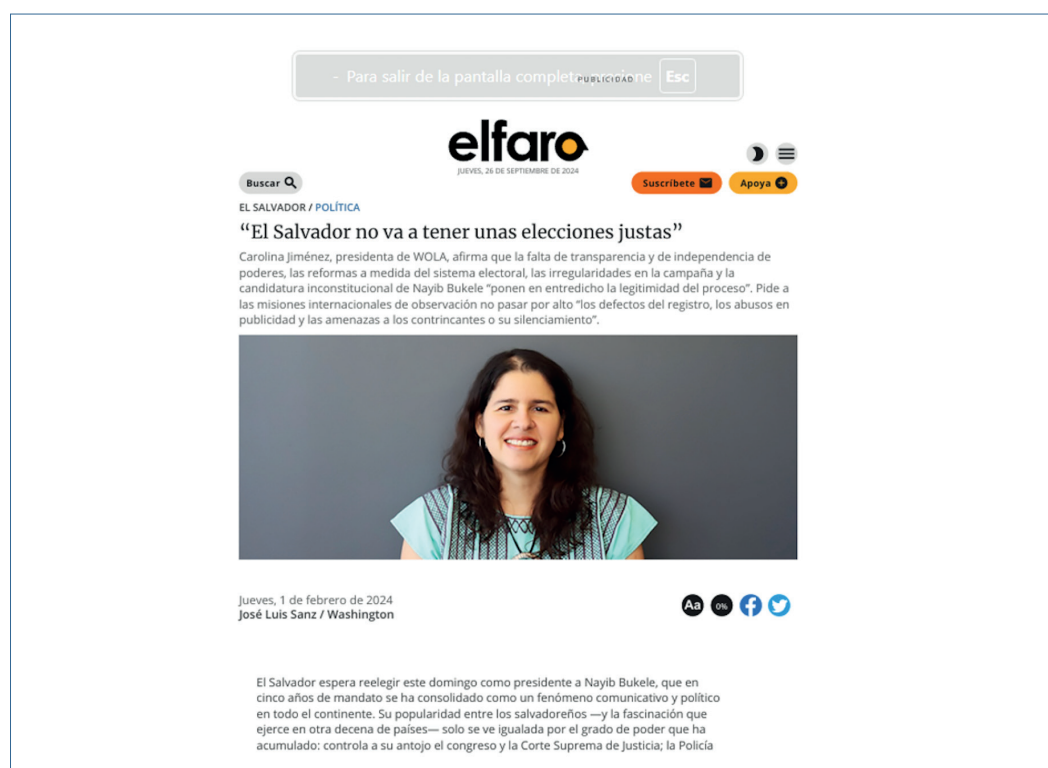 - Para salir de la pantalla completa, presione Esc
PUBLICIDAD
elfaro
JUEVES, 26 DE SEPTIEMBRE DE 2024
Buscar
Suscríbete
Apoya
EL SALVADOR / POLÍTICA
“El Salvador no va a tener unas elecciones justas”
Carolina Jiménez, presidenta de WOLA, afirma que la falta de transparencia y de independencia de
poderes, las reformas a medida del sistema electoral, las irregularidades en la campaña y la
candidatura inconstitucional de Nayib Bukele “ponen en entredicho la legitimidad del proceso”. Pide a
las misiones internacionales de observación no pasar por alto “los defectos del registro, los abusos en
publicidad y las amenazas a los contrincantes o su silenciamiento”.
Jueves, 1 de febrero de 2024
José Luis Sanz / Washington
Aa
0%
El Salvador espera reelegir este domingo como presidente a Nayib Bukele, que en
cinco años de mandato se ha consolidado como un fenómeno comunicativo y político
en todo el continente. Su popularidad entre los salvadoreños —y la fascinación que
ejerce en otra decena de países— solo se ve igualada por el grado de poder que ha
acumulado: controla a su antojo el congreso y la Corte Suprema de Justicia; la Policía